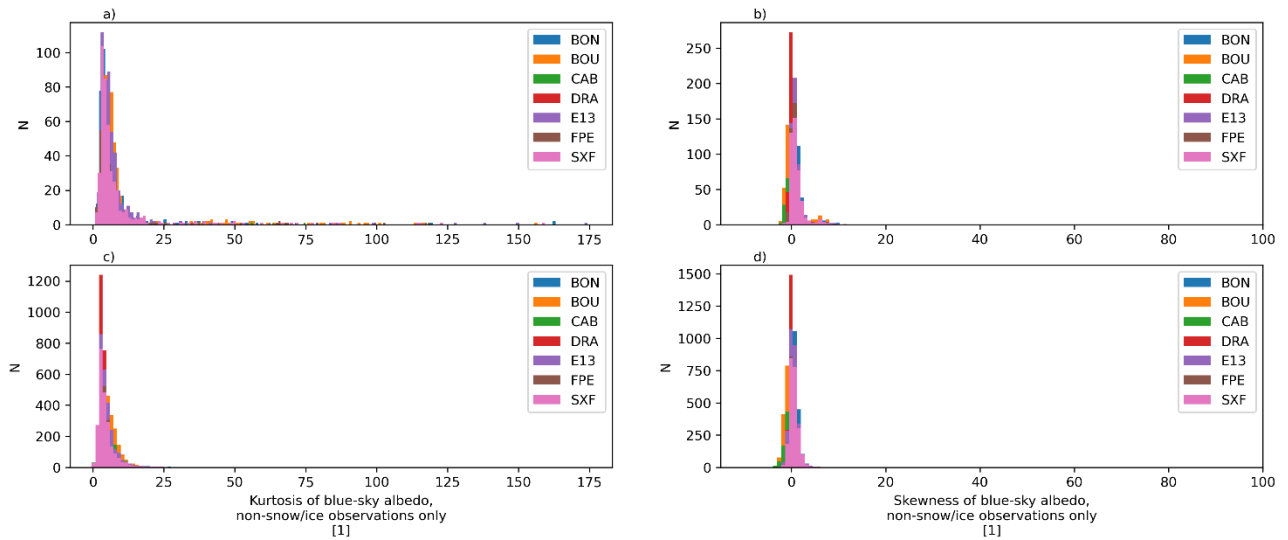 a)
100
80
60
40
20
0
N
0
25
50
75
100
125
150
175
BON
BOU
CAB
DRA
E13
FPE
SXF
b)
250
200
150
100
50
0
N
0
20
40
60
80
100
BON
BOU
CAB
DRA
E13
FPE
SXF
c)
1200
1000
800
600
400
200
0
N
0
25
50
75
100
125
150
175
Kurtosis of blue-sky albedo,
non-snow/ice observations only
[1]
BON
BOU
CAB
DRA
E13
FPE
SXF
d)
1500
1250
1000
750
500
250
0
N
0
20
40
60
80
100
Skewness of blue-sky albedo,
non-snow/ice observations only
[1]
BON
BOU
CAB
DRA
E13
FPE
SXF